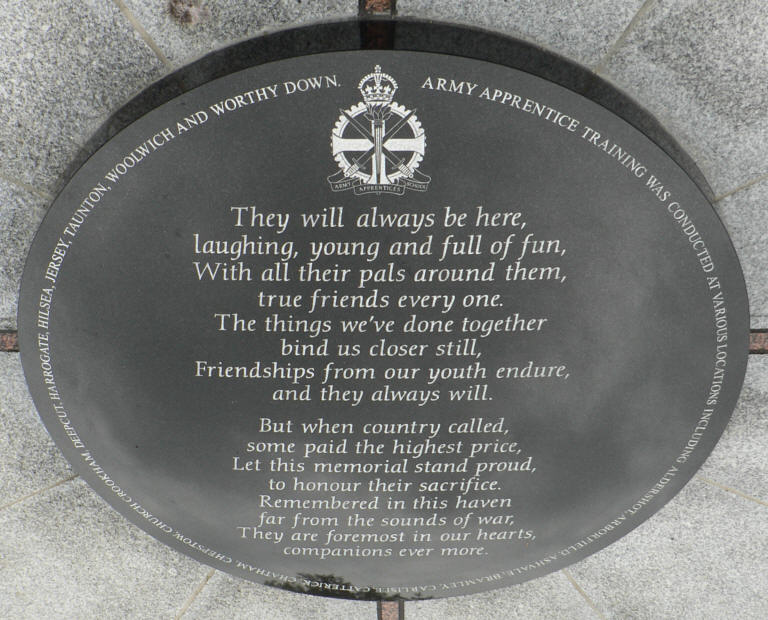 ARMY APPRENTICE TRAINING WAS CONDUCTED AT VARIOUS LOCATIONS INCLUDING ALDERSHOT, ARBORFIELD, ASHVALE, BRAMLEY, CARLISLE, CATTERICK, CHATHAM, CHEPSTOW, CHURCH CROOKHAM, DEEPCUT, HARROGATE, HILSEA, JERSEY, TAUNTON, WOOLWICH AND WORTHY DOWN.
ARMY APPRENTICES SCHOOL
They will always be here,
laughing, young and full of fun,
With all their pals around them,
true friends every one.
The things we've done together
bind us closer still,
Friendships from our youth endure,
and they always will.
But when country called,
some paid the highest price,
Let this memorial stand proud,
to honour their sacrifice.
Remembered in this haven
far from the sounds of war,
They are foremost in our hearts,
companions ever more.